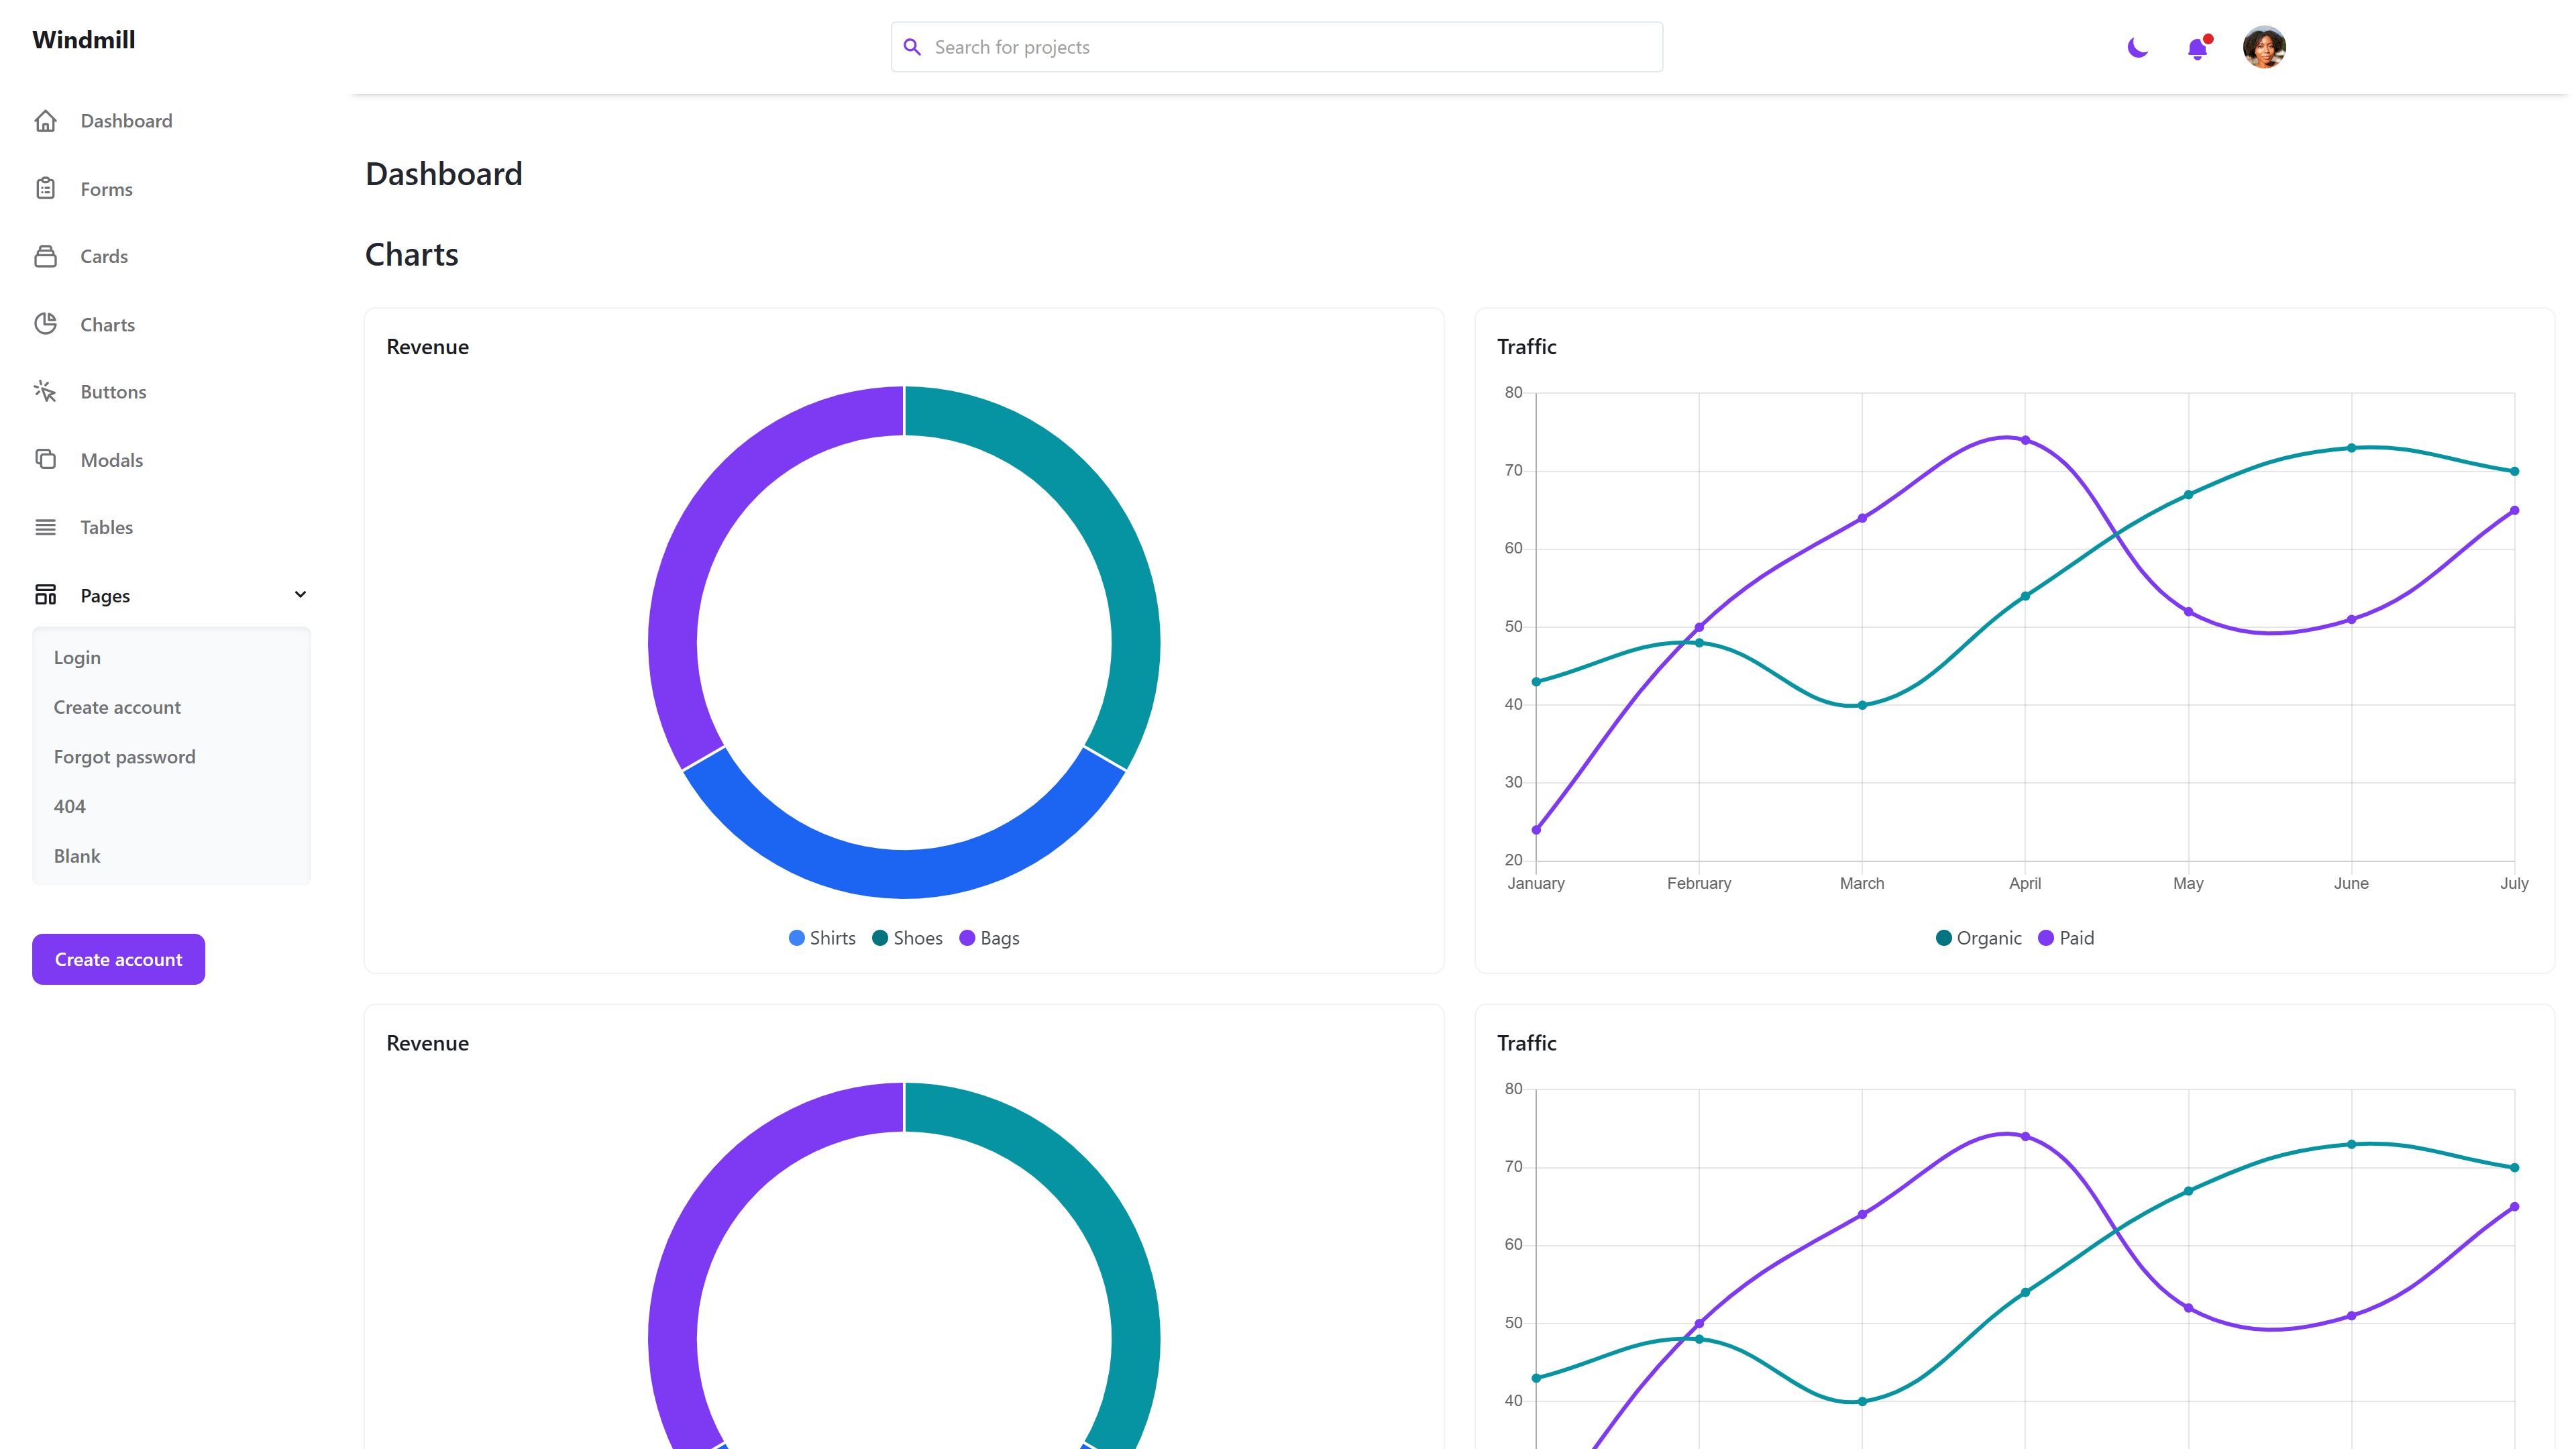 Windmill
Search for projects
Dashboard
Forms
Cards
Charts
Buttons
Modals
Tables
Pages
Login
Create account
Forgot password
404
Blank
Create account
Dashboard
Charts
Revenue
Shirts Shoes Bags
Traffic
80
70
60
50
40
30
20
January February March April May June July
Organic Paid
Revenue
Traffic
80
70
60
50
40